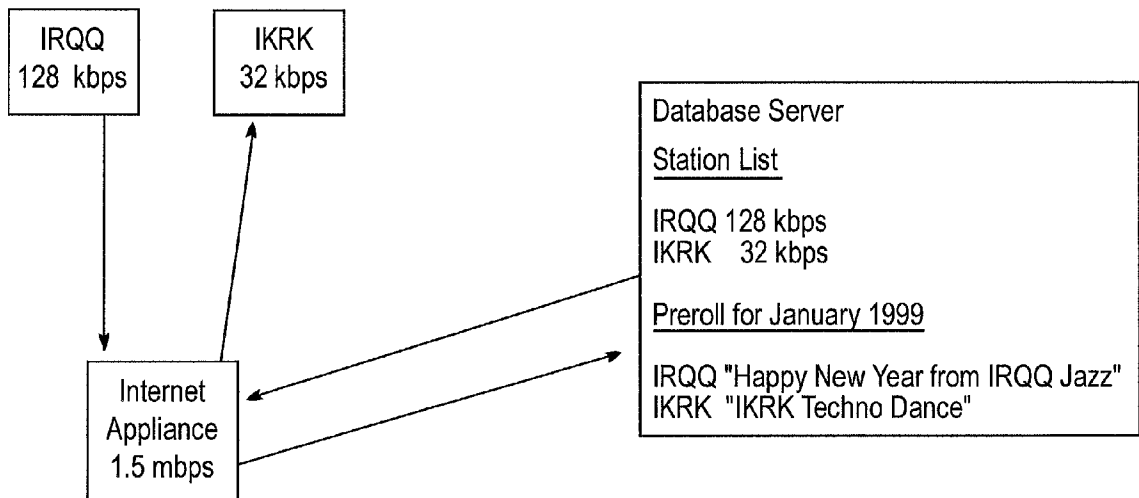 IRQQ
128 kbps
IKRK
32 kbps
Database Server
Station List
IRQQ 128 kbps
IKRK 32 kbps
Preroll for January 1999
IRQQ "Happy New Year from IRQQ Jazz"
IKRK "IKRK Techno Dance"
Internet
Appliance
1.5 mbps